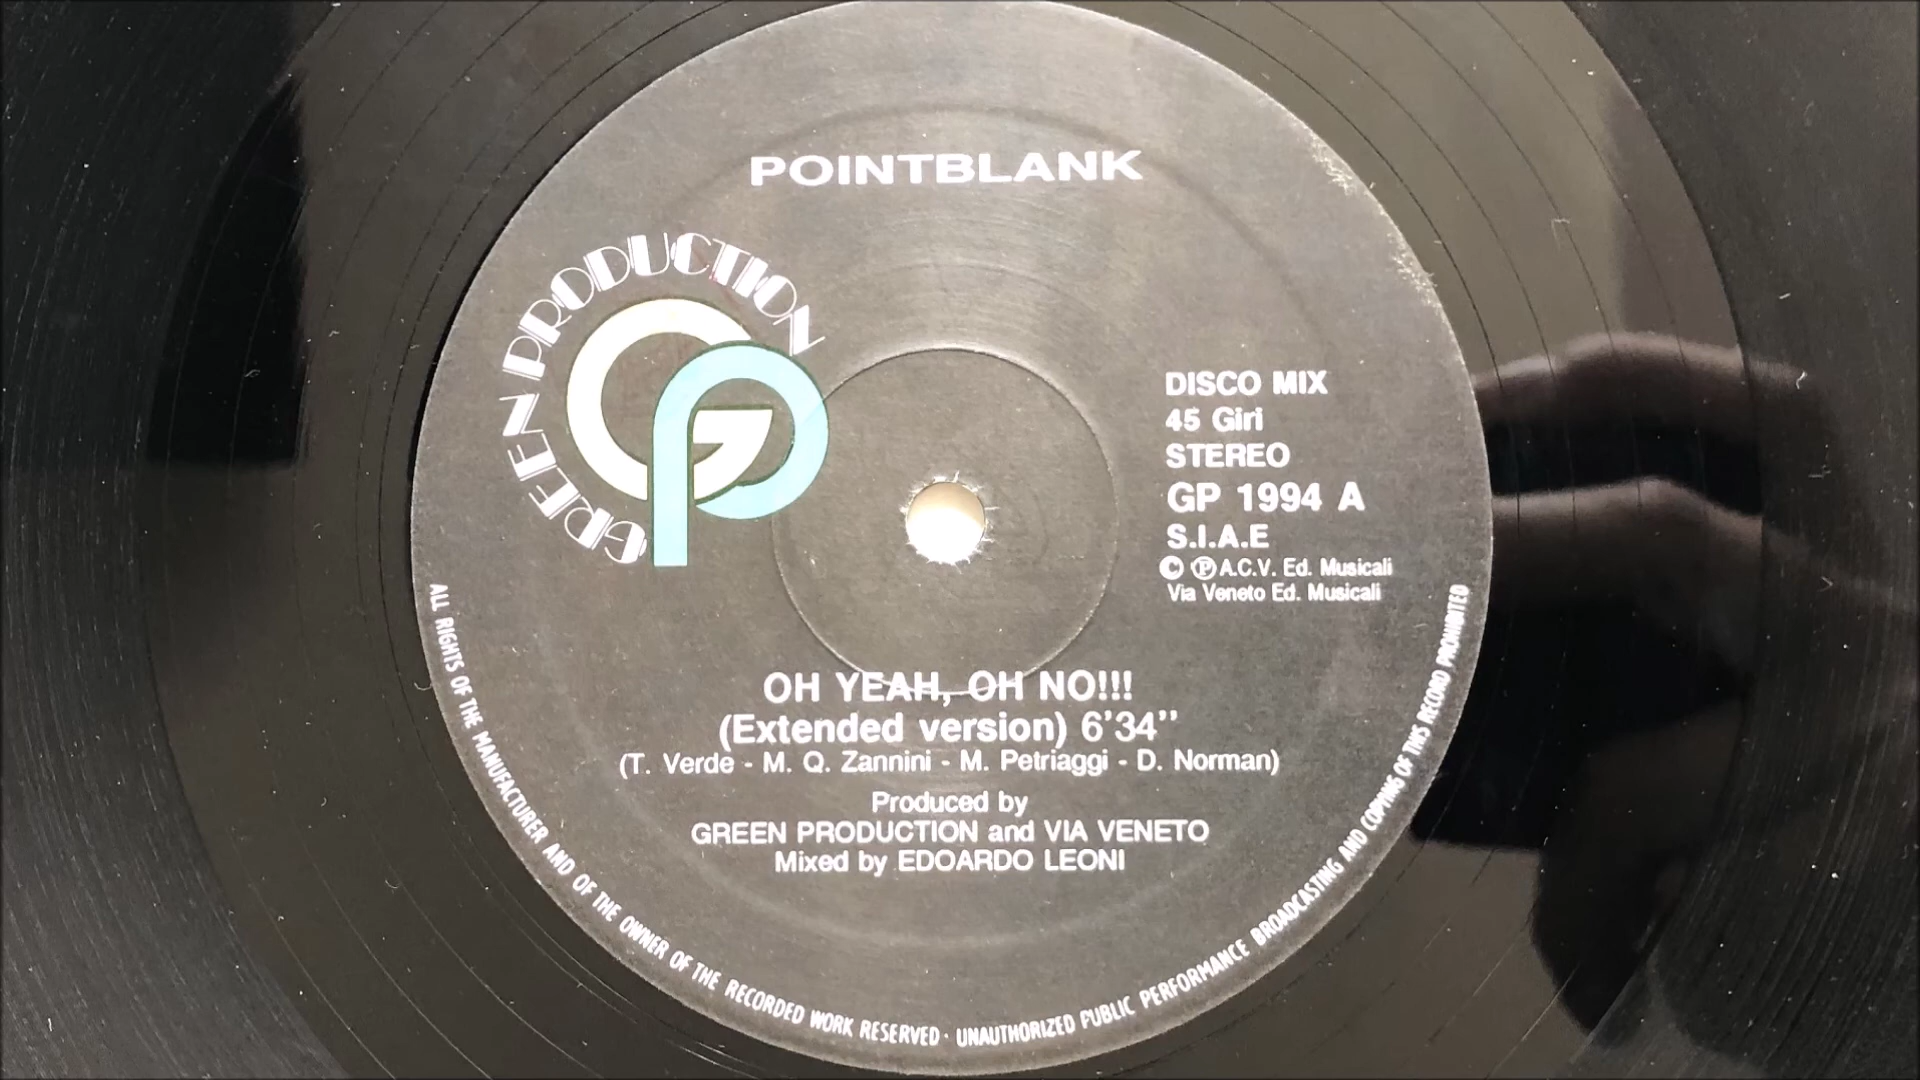 POINTBLANK
GREEN PRODUCTION
GP
DISCO MIX
45 Giri
STEREO
GP 1994 A
S.I.A.E
© ℗ A.C.V. Ed. Musicali
Via Veneto Ed. Musicali
OH YEAH, OH NO!!!
(Extended version) 6'34''
(T. Verde - M. Q. Zannini - M. Petriaggi - D. Norman)
Produced by
GREEN PRODUCTION and VIA VENETO
Mixed by EDOARDO LEONI
ALL RIGHTS OF THE MANUFACTURER AND OF THE OWNER OF THE RECORDED WORK RESERVED · UNAUTHORIZED PUBLIC PERFORMANCE BROADCASTING AND COPING OF THIS RECORD PROHIBITED